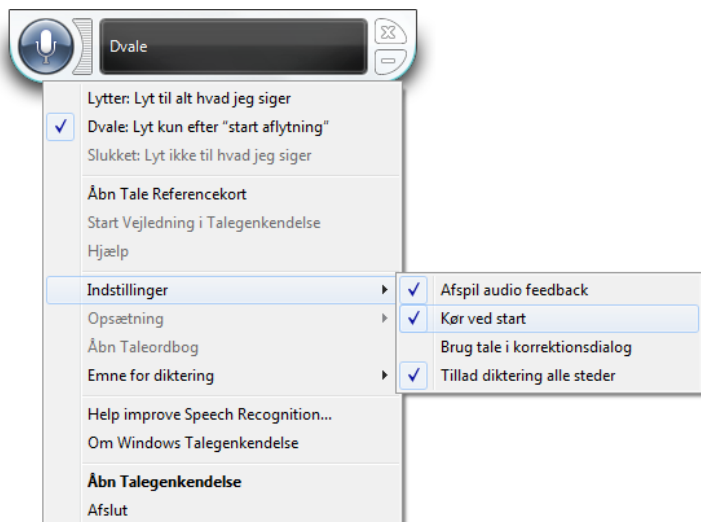 Dvale
Lytter: Lyt til alt hvad jeg siger
Dvale: Lyt kun efter “start aflytning”
Slukket: Lyt ikke til hvad jeg siger
Åbn Tale Referencekort
Start Vejledning i Talegenkendelse
Hjælp
Indstillinger
Afspil audio feedback
Opsætning
Kør ved start
Åbn Taleordbog
Brug tale i korrektionsdialog
Emne for diktering
Tillad diktering alle steder
Help improve Speech Recognition...
Om Windows Talegenkendelse
Åbn Talegenkendelse
Afslut